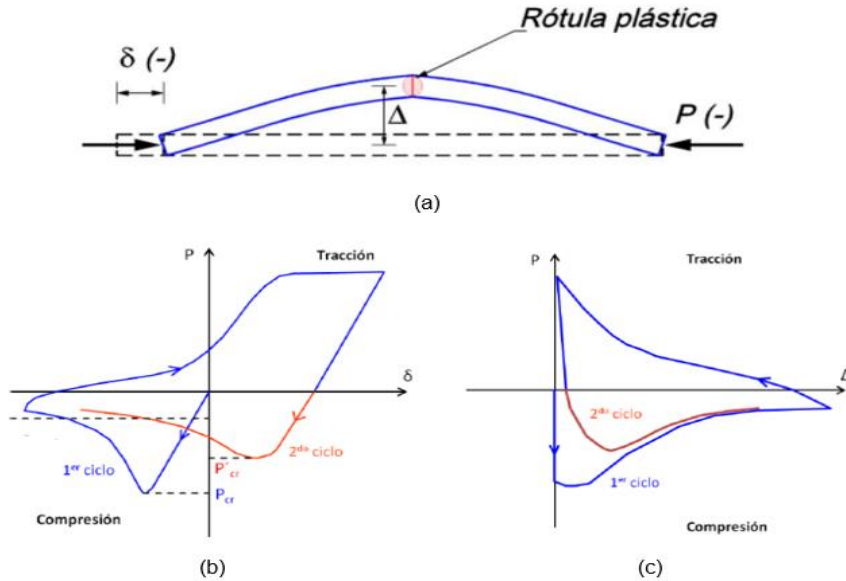 Rótula plástica
δ (-)
Δ
P (-)
(a)
P
Tracción
δ
1er ciclo
2da ciclo
P´cr
Pcr
Compresión
(b)
P
Tracción
Δ
2da ciclo
1er ciclo
Compresión
(c)